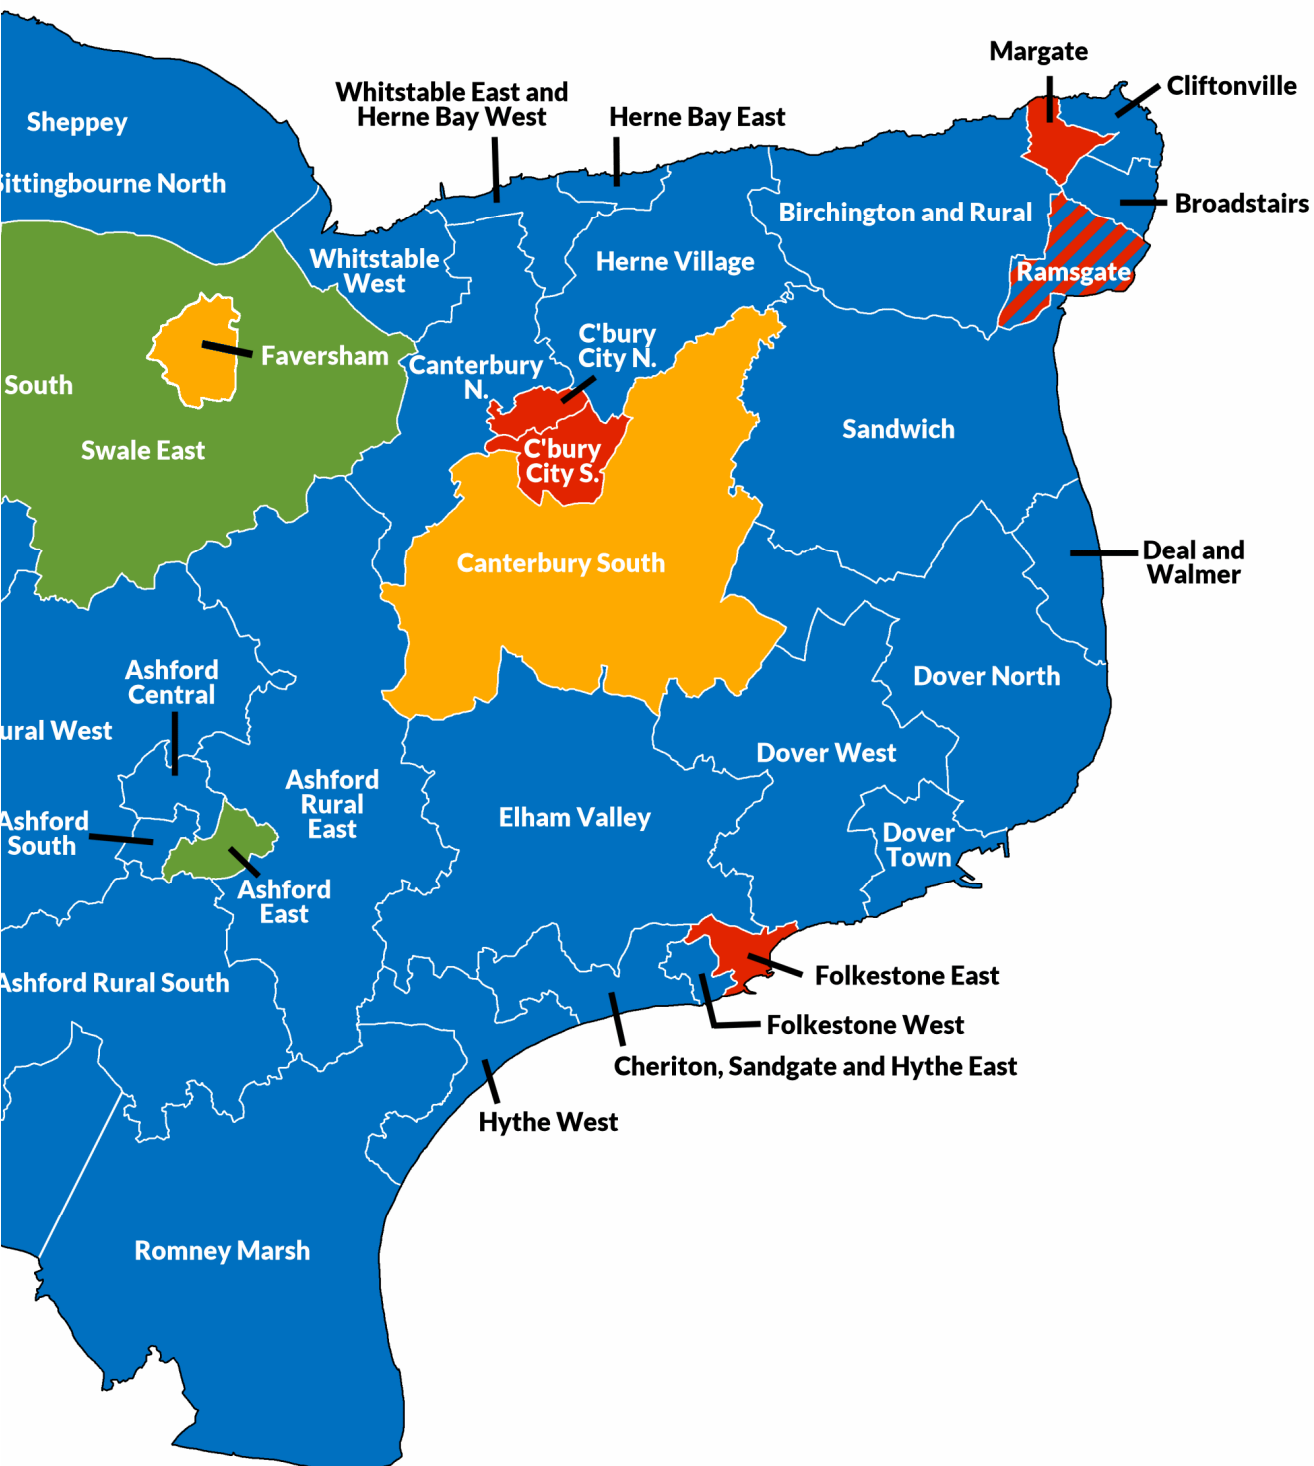 Margate
Cliftonville
Whitstable East and
Herne Bay West
Herne Bay East
Sheppey
Sittingbourne North
Broadstairs
Birchington and Rural
Whitstable
West
Herne Village
Ramsgate
C'bury
City N.
Faversham
Canterbury
N.
South
Swale East
Sandwich
C'bury
City S.
Canterbury South
Deal and
Walmer
Ashford
Central
Dover North
ural West
Dover West
Ashford
Rural
East
Elham Valley
Ashford
South
Dover
Town
Ashford
East
Ashford Rural South
Folkestone East
Folkestone West
Cheriton, Sandgate and Hythe East
Hythe West
Romney Marsh